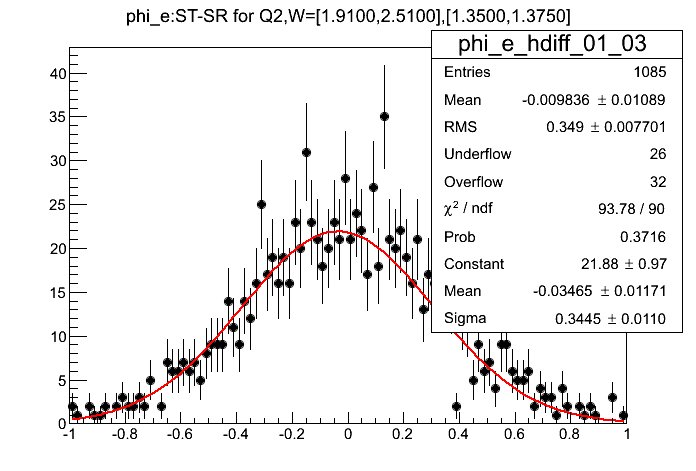 phi_e:ST-SR for Q2,W=[1.9100,2.5100],[1.3500,1.3750]
phi_e_hdiff_01_03
Entries 1085
Mean -0.009836 ± 0.01089
RMS 0.349 ± 0.007701
Underflow 26
Overflow 32
χ² / ndf 93.78 / 90
Prob 0.3716
Constant 21.88 ± 0.97
Mean -0.03465 ± 0.01171
Sigma 0.3445 ± 0.0110
40
35
30
25
20
15
10
5
0
-1 -0.8 -0.6 -0.4 -0.2 0 0.2 0.4 0.6 0.8 1